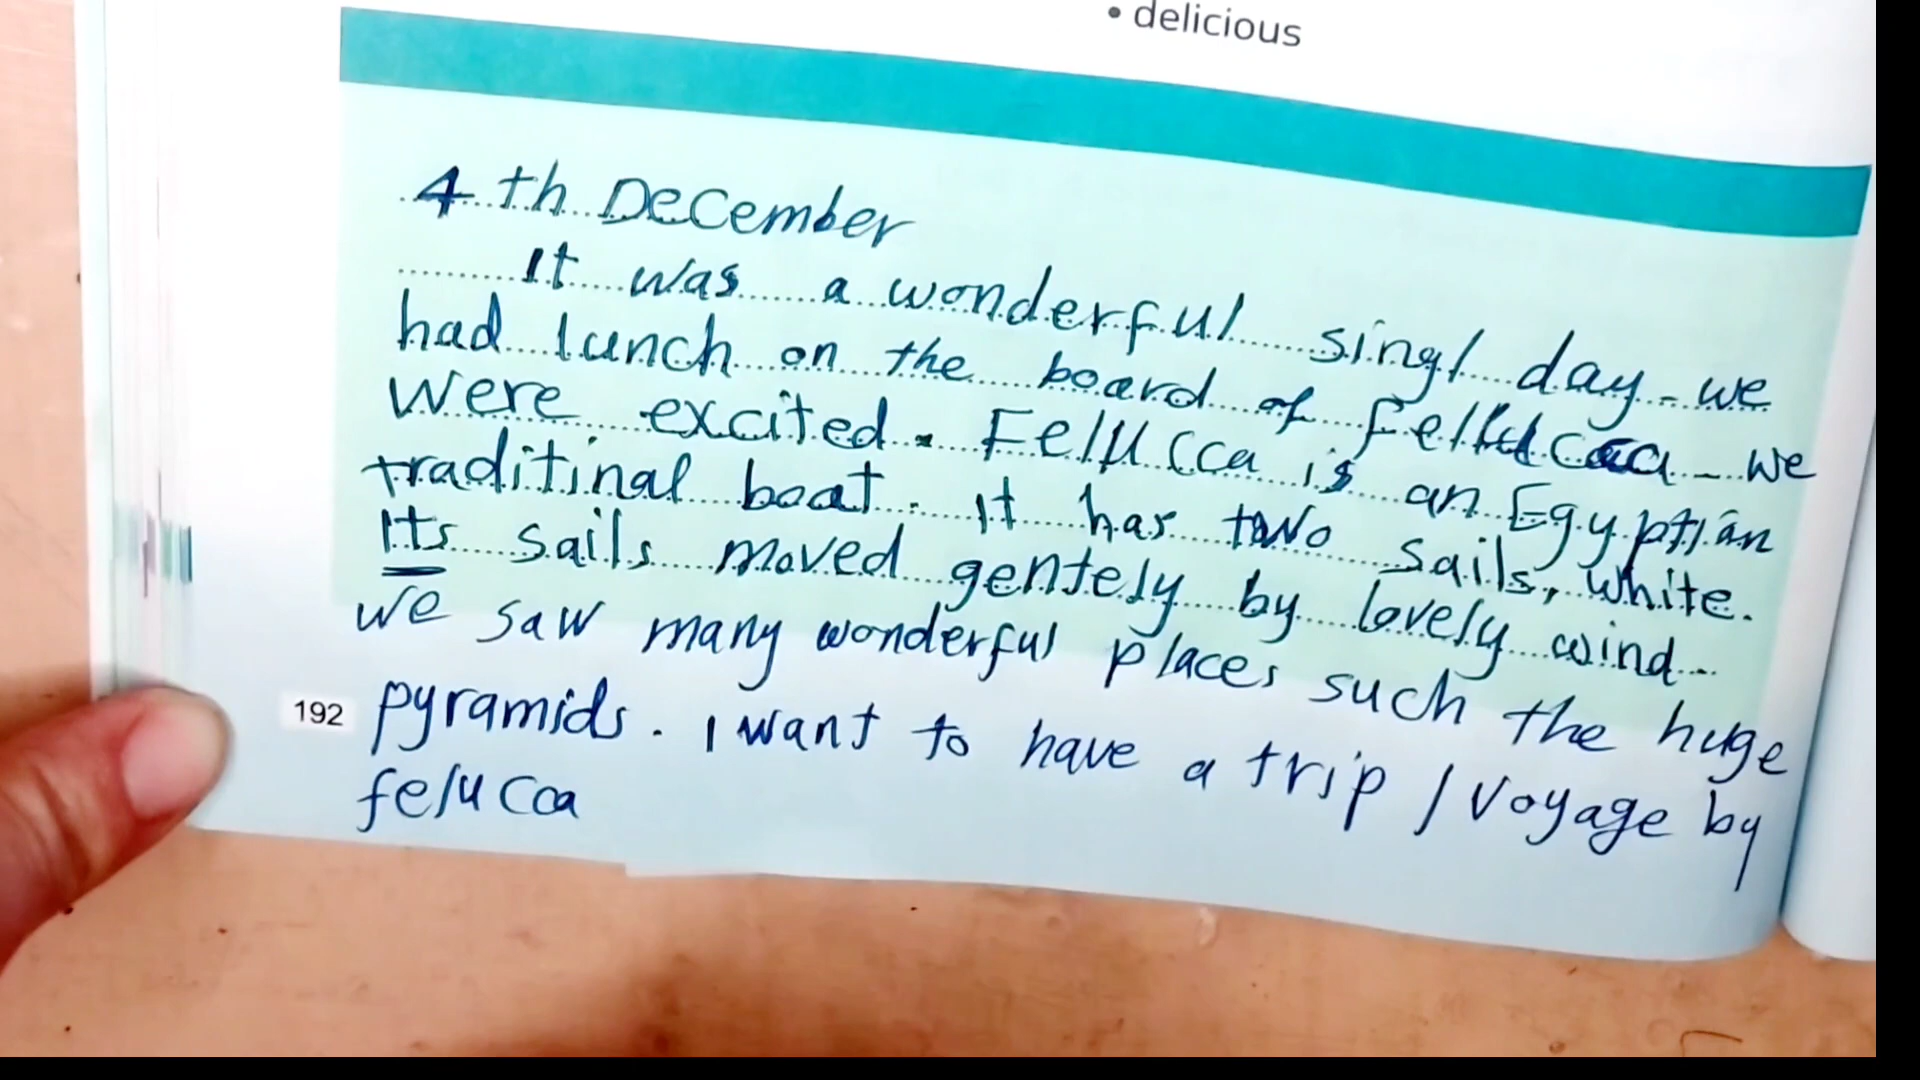 • delicious
4 th December
It was a wonderful singl day. we
had lunch on the board of Felucca. we
were excited. Felucca is an Egyptian
traditinal boat. It has two sails, white.
Its sails moved gentely by lovely wind.
we saw many wonderful places such the huge
pyramids. I want to have a trip / voyage by
felucca
192